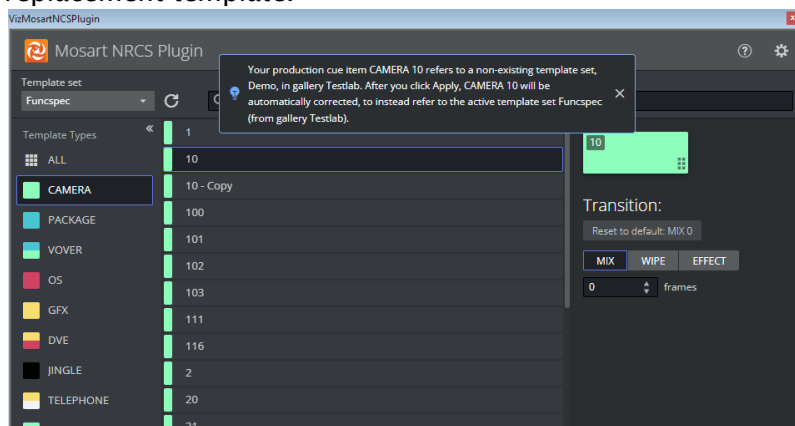 replacement template.
VizMosartNCSPlugin
Mosart NRCS Plugin
Your production cue item CAMERA 10 refers to a non-existing template set,
Demo, in gallery Testlab. After you click Apply, CAMERA 10 will be
automatically corrected, to instead refer to the active template set Funcspec
(from gallery Testlab).
Template set
Funcspec
Template Types
ALL
CAMERA
PACKAGE
VOVER
OS
GFX
DVE
JINGLE
TELEPHONE
1
10
10 - Copy
100
101
102
103
111
116
2
20
21
10
Transition:
Reset to default: MIX 0
MIX WIPE EFFECT
0 frames